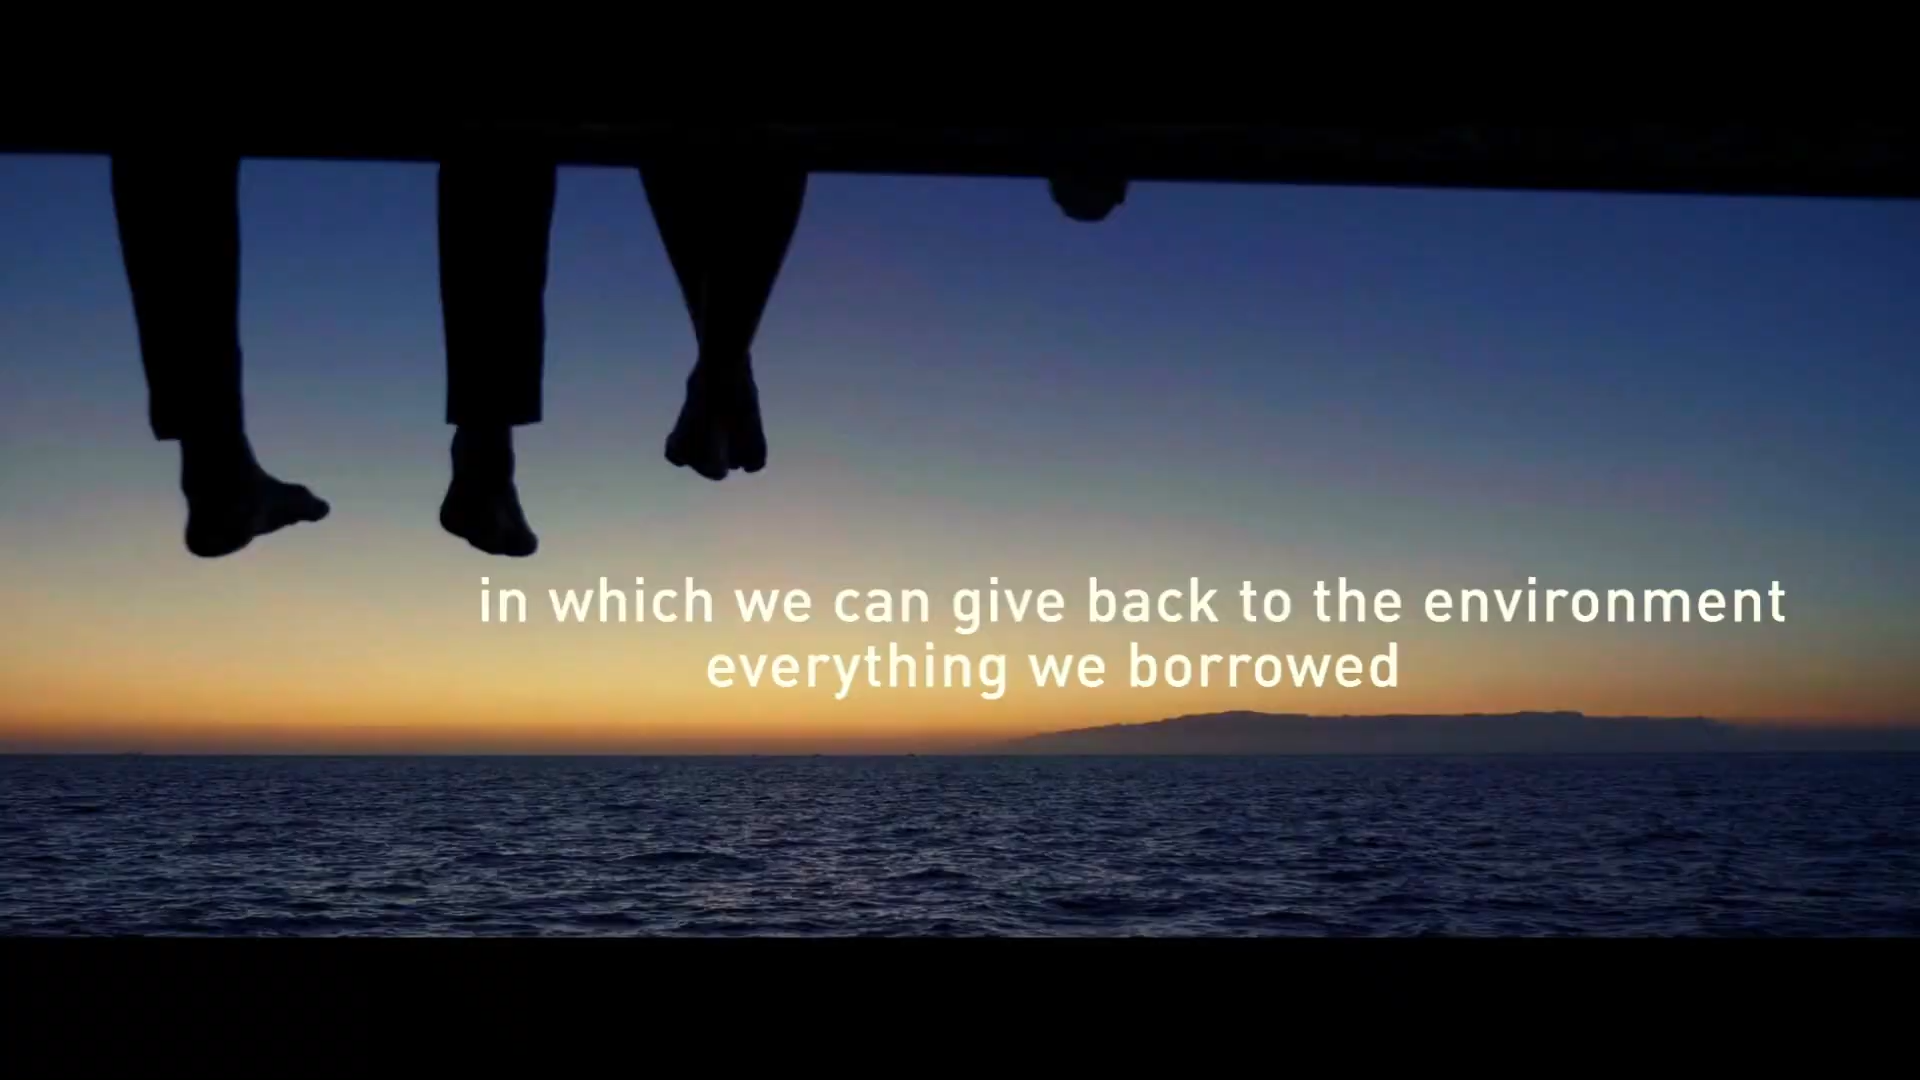 in which we can give back to the environment
everything we borrowed